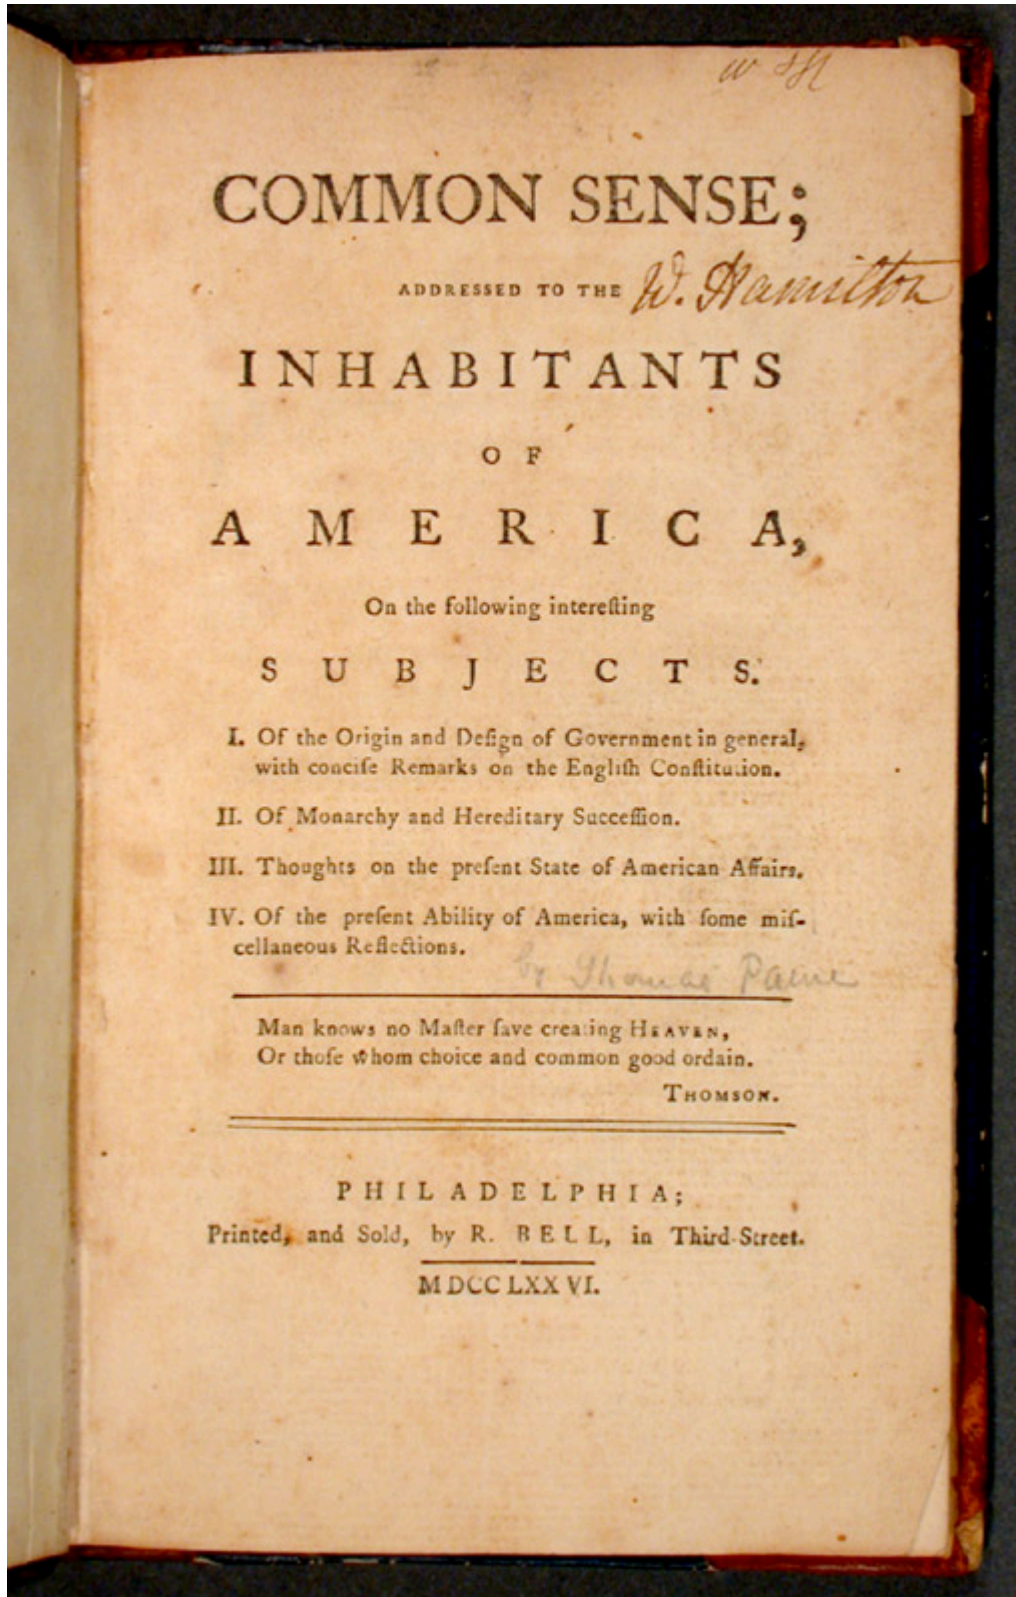 COMMON SENSE;
ADDRESSED TO THE W. Hamilton
INHABITANTS
OF
AMERICA,
On the following intereſting
SUBJECTS.
I. Of the Origin and Deſign of Government in general,
with conciſe Remarks on the Engliſh Conſtitution.
II. Of Monarchy and Hereditary Succeſſion.
III. Thoughts on the preſent State of American Affairs.
IV. Of the preſent Ability of America, with ſome miſ-
cellaneous Reflections.
by Thomas Paine
Man knows no Maſter ſave creating HEAVEN,
Or thoſe whom choice and common good ordain.
THOMSON.
PHILADELPHIA;
Printed, and Sold, by R. BELL, in Third-Street.
MDCCLXXVI.